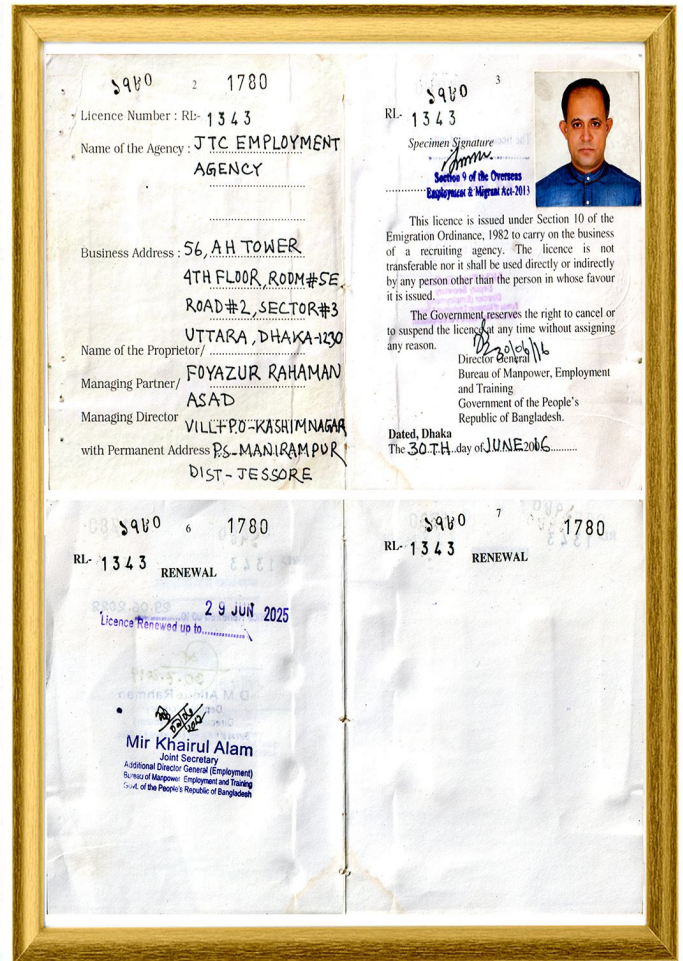 ১৭৮০ 2 1780
Licence Number : RL- 1343
Name of the Agency : JTC EMPLOYMENT
AGENCY
Business Address : 56, AH TOWER
4TH FLOOR, ROOM#5E
ROAD#2, SECTOR#3
UTTARA, DHAKA-1230
Name of the Proprietor/
Managing Partner/ FOYAZUR RAHAMAN
ASAD
Managing Director VILL+P.O-KASHIMNAGAR
with Permanent Address P.S-MANIRAMPUR
DIST-JESSORE
3
১৭৮০
RL- 1343
Specimen Signature
Section 9 of the Overseas
Employment & Migrant Act-2013
This licence is issued under Section 10 of the
Emigration Ordinance, 1982 to carry on the business
of a recruiting agency. The licence is not
transferable nor it shall be used directly or indirectly
by any person other than the person in whose favour
it is issued.
The Government reserves the right to cancel or
to suspend the licence at any time without assigning
any reason.
30/06/16
Director General
Bureau of Manpower, Employment
and Training
Government of the People's
Republic of Bangladesh.
Dated, Dhaka
The 30TH day of JUNE 2006
১৭৮০ 6 1780
RL- 1343
RENEWAL
29 JUN 2025
Licence Renewed up to
Mir Khairul Alam
Joint Secretary
Additional Director General (Employment)
Bureau of Manpower Employment and Training
Govt. of the People's Republic of Bangladesh
১৭৮০ 7 1780
RL- 1343
RENEWAL